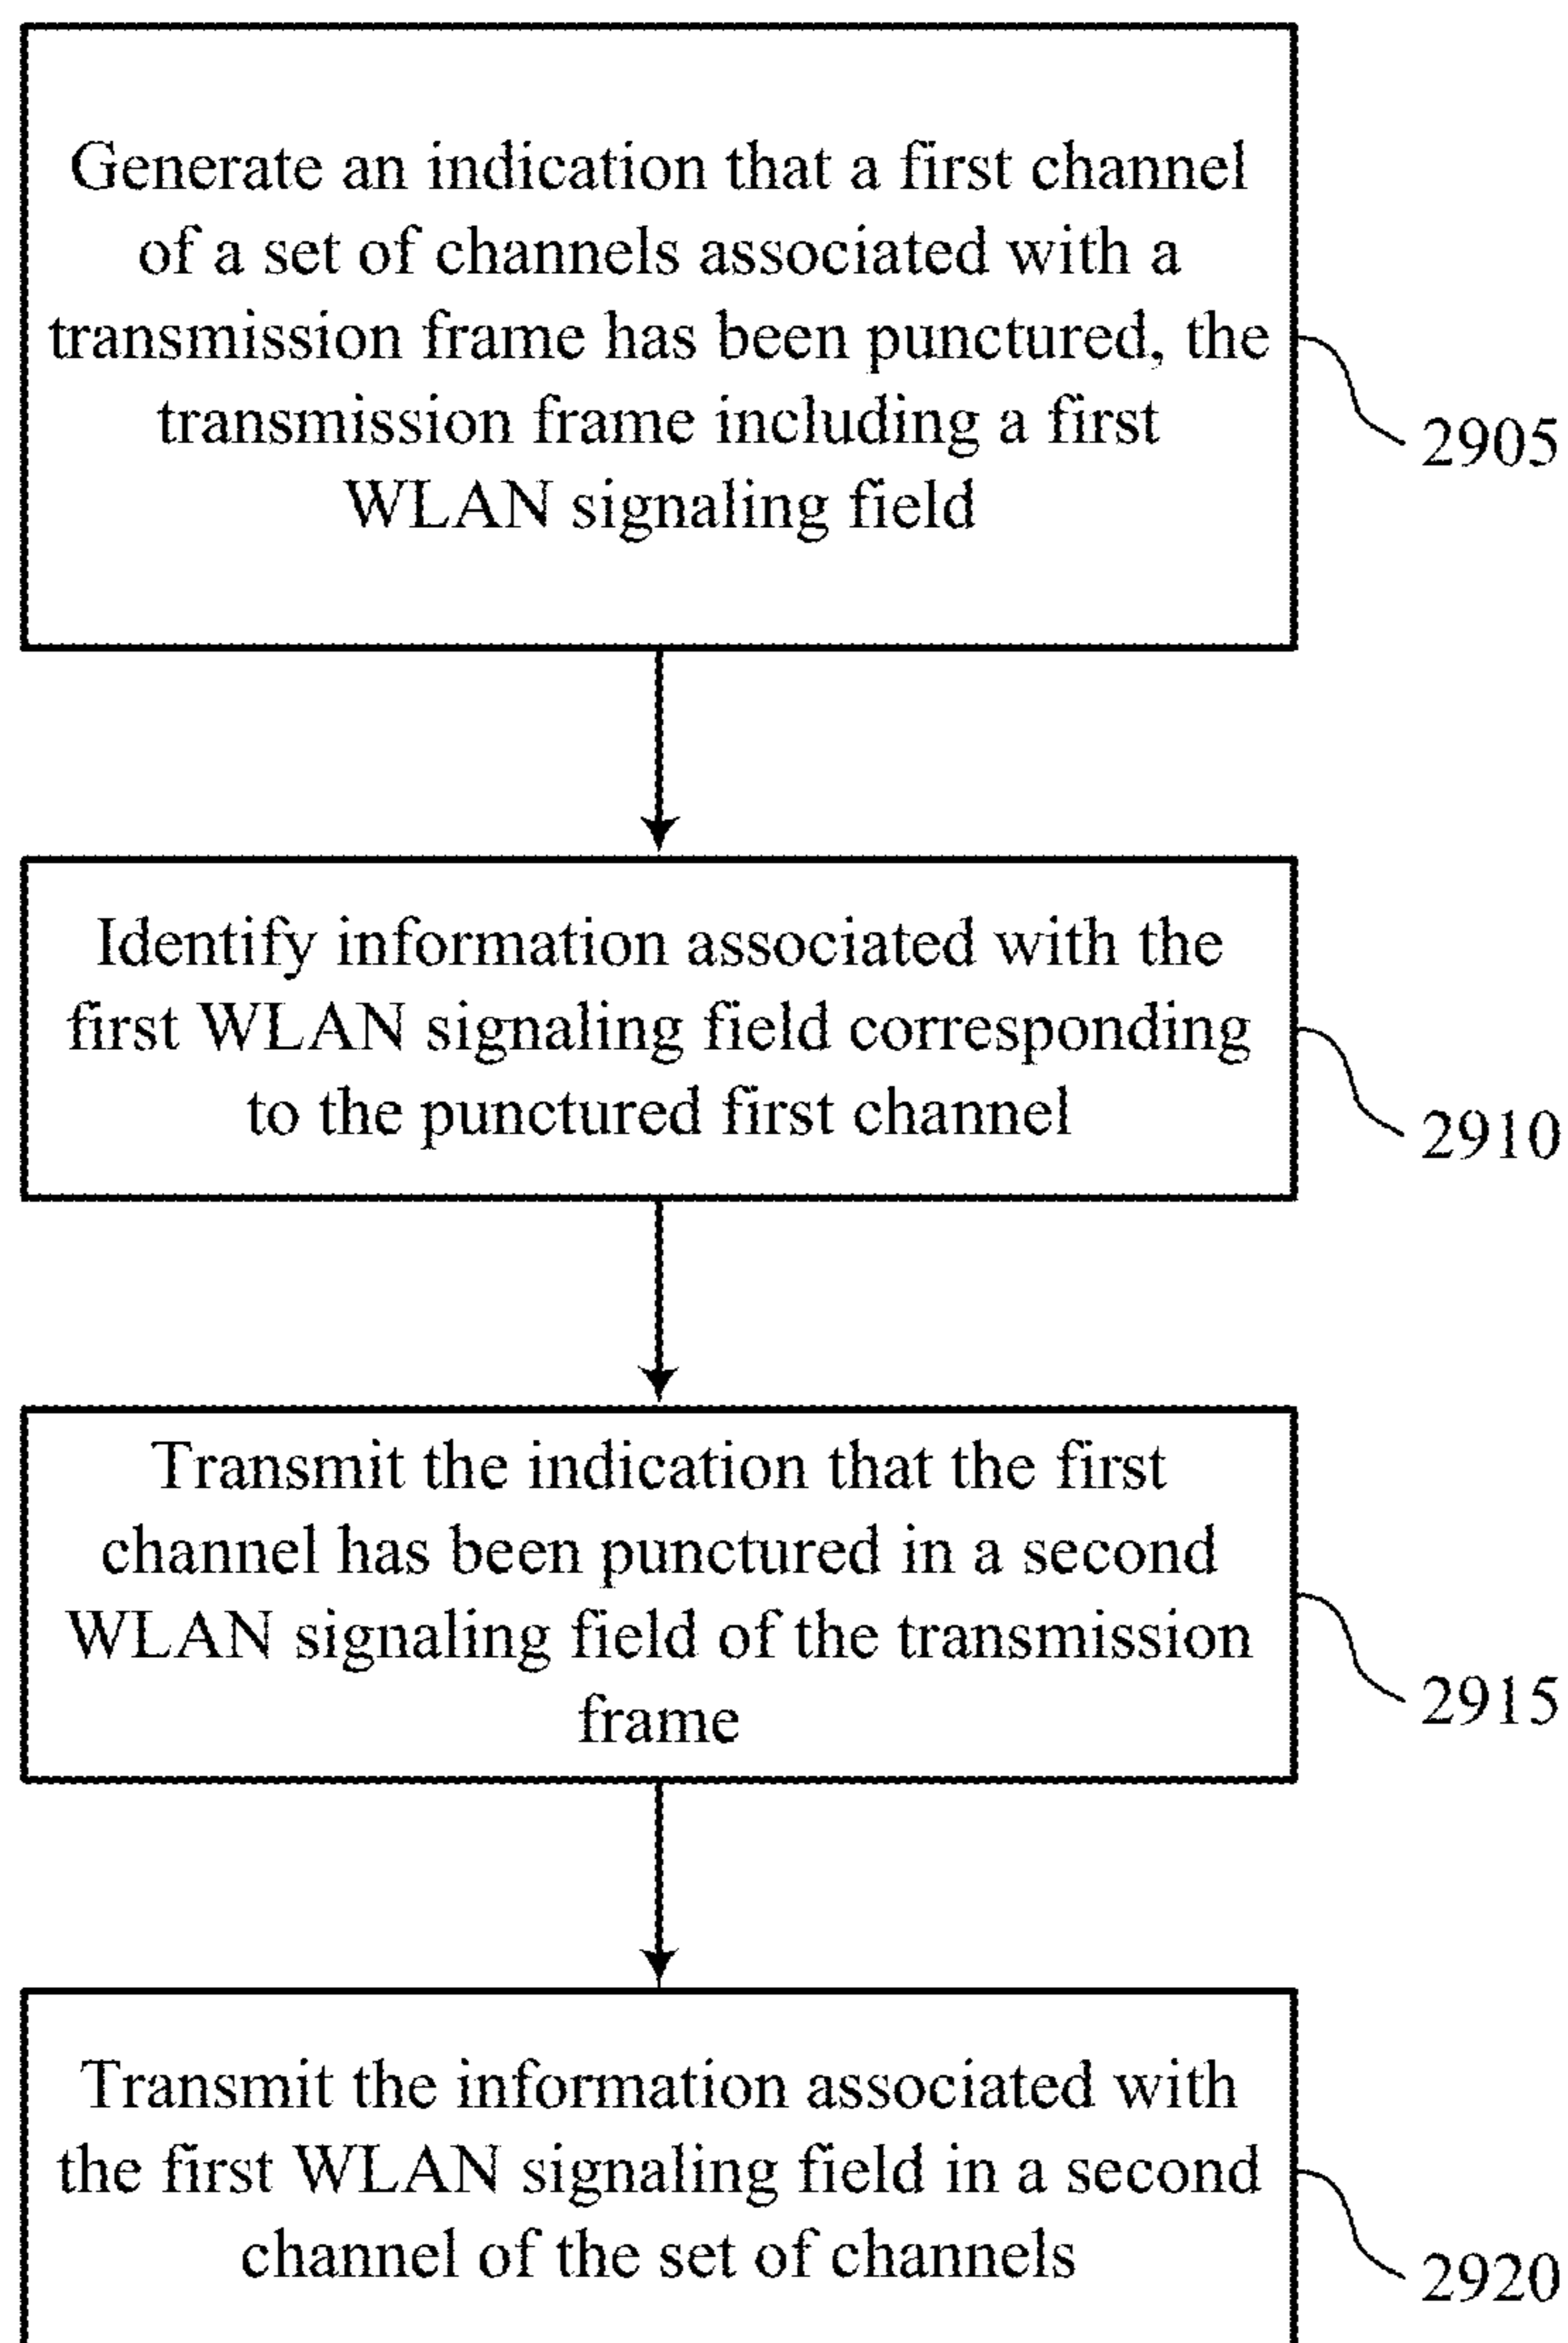 Generate an indication that a first channel
of a set of channels associated with a
transmission frame has been punctured, the
transmission frame including a first
WLAN signaling field
2905
Identify information associated with the
first WLAN signaling field corresponding
to the punctured first channel
2910
Transmit the indication that the first
channel has been punctured in a second
WLAN signaling field of the transmission
frame
2915
Transmit the information associated with
the first WLAN signaling field in a second
channel of the set of channels
2920